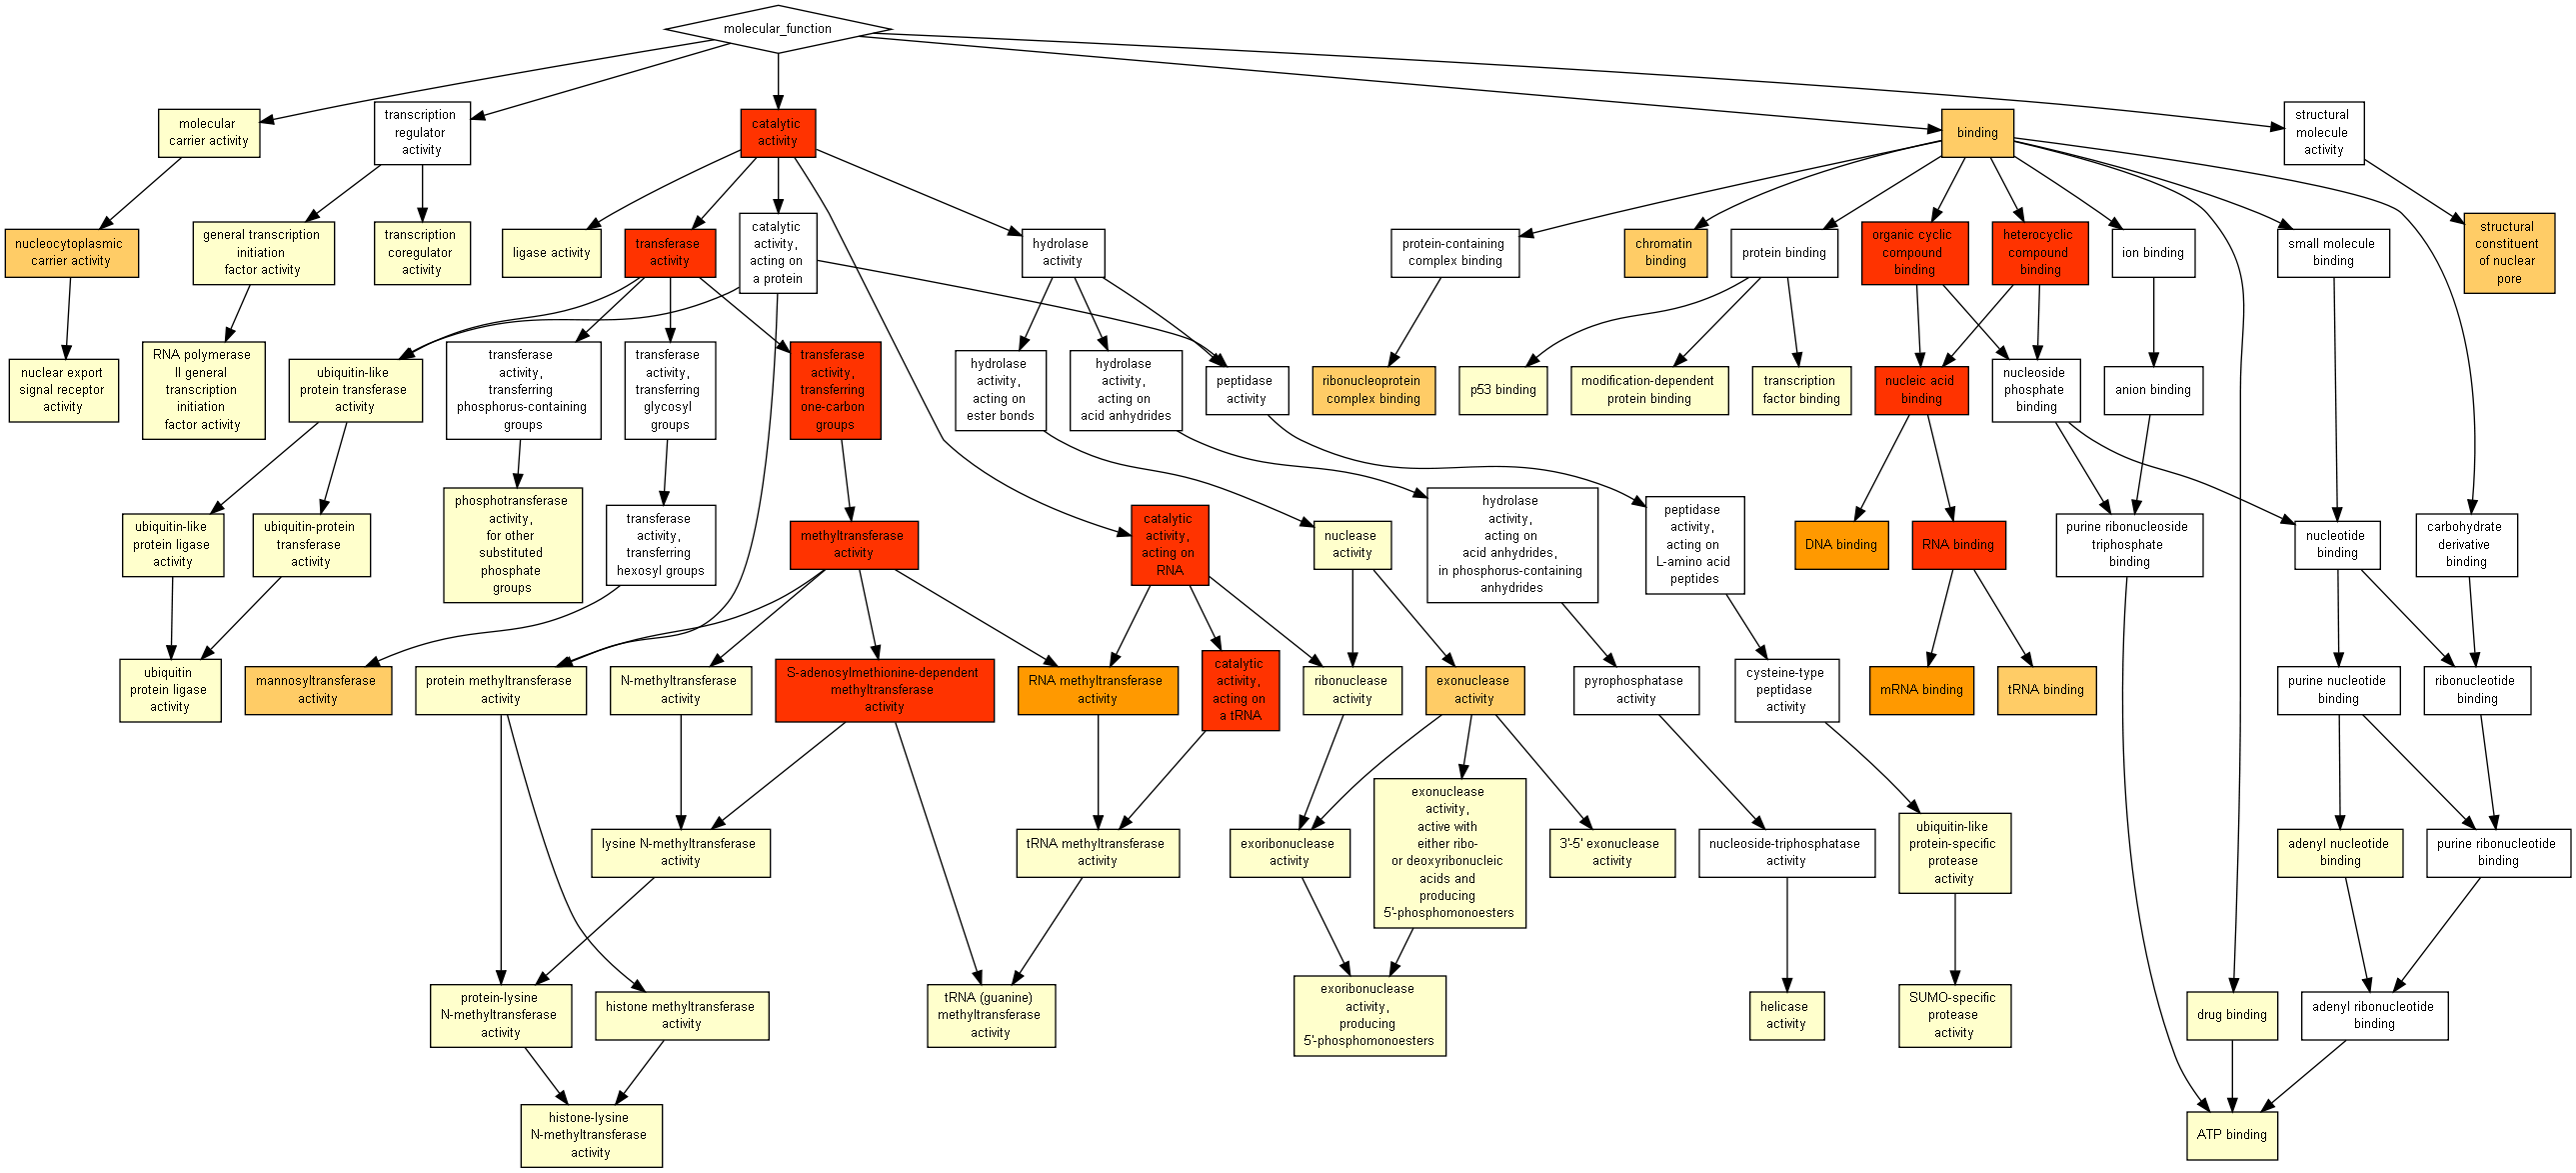 molecular_function
molecular
carrier activity
transcription
regulator
activity
catalytic
activity
binding
structural
molecule
activity
nucleocytoplasmic
carrier activity
general transcription
initiation
factor activity
transcription
coregulator
activity
ligase activity
transferase
activity
catalytic
activity,
acting on
a protein
hydrolase
activity
protein-containing
complex binding
chromatin
binding
protein binding
organic cyclic
compound
binding
heterocyclic
compound
binding
ion binding
small molecule
binding
structural
constituent
of nuclear
pore
nuclear export
signal receptor
activity
RNA polymerase
II general
transcription
initiation
factor activity
ubiquitin-like
protein transferase
activity
transferase
activity,
transferring
phosphorus-containing
groups
transferase
activity,
transferring
glycosyl
groups
transferase
activity,
transferring
one-carbon
groups
hydrolase
activity,
acting on
ester bonds
hydrolase
activity,
acting on
acid anhydrides
peptidase
activity
ribonucleoprotein
complex binding
p53 binding
modification-dependent
protein binding
transcription
factor binding
nucleic acid
binding
nucleoside
phosphate
binding
anion binding
ubiquitin-like
protein ligase
activity
ubiquitin-protein
transferase
activity
phosphotransferase
activity,
for other
substituted
phosphate
groups
transferase
activity,
transferring
hexosyl groups
methyltransferase
activity
catalytic
activity,
acting on
RNA
nuclease
activity
hydrolase
activity,
acting on
acid anhydrides,
in phosphorus-containing
anhydrides
peptidase
activity,
acting on
L-amino acid
peptides
DNA binding
RNA binding
purine ribonucleoside
triphosphate
binding
nucleotide
binding
carbohydrate
derivative
binding
ubiquitin
protein ligase
activity
mannosyltransferase
activity
protein methyltransferase
activity
N-methyltransferase
activity
S-adenosylmethionine-dependent
methyltransferase
activity
RNA methyltransferase
activity
catalytic
activity,
acting on
a tRNA
ribonuclease
activity
exonuclease
activity
pyrophosphatase
activity
cysteine-type
peptidase
activity
mRNA binding
tRNA binding
purine nucleotide
binding
ribonucleotide
binding
lysine N-methyltransferase
activity
tRNA methyltransferase
activity
exoribonuclease
activity
exonuclease
activity,
active with
either ribo-
or deoxyribonucleic
acids and
producing
5'-phosphomonoesters
3'-5' exonuclease
activity
nucleoside-triphosphatase
activity
ubiquitin-like
protein-specific
protease
activity
adenyl nucleotide
binding
purine ribonucleotide
binding
protein-lysine
N-methyltransferase
activity
histone methyltransferase
activity
tRNA (guanine)
methyltransferase
activity
exoribonuclease
activity,
producing
5'-phosphomonoesters
helicase
activity
SUMO-specific
protease
activity
drug binding
adenyl ribonucleotide
binding
histone-lysine
N-methyltransferase
activity
ATP binding